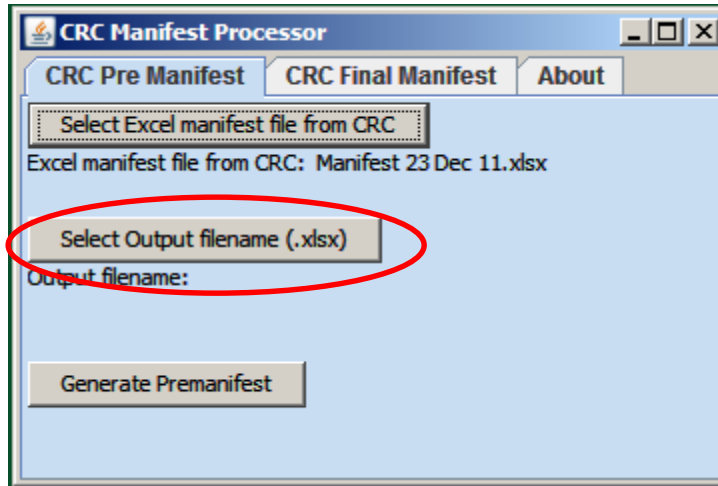 CRC Manifest Processor
CRC Pre Manifest CRC Final Manifest About
Select Excel manifest file from CRC
Excel manifest file from CRC: Manifest 23 Dec 11.xlsx
Select Output filename (.xlsx)
Output filename:
Generate Premanifest